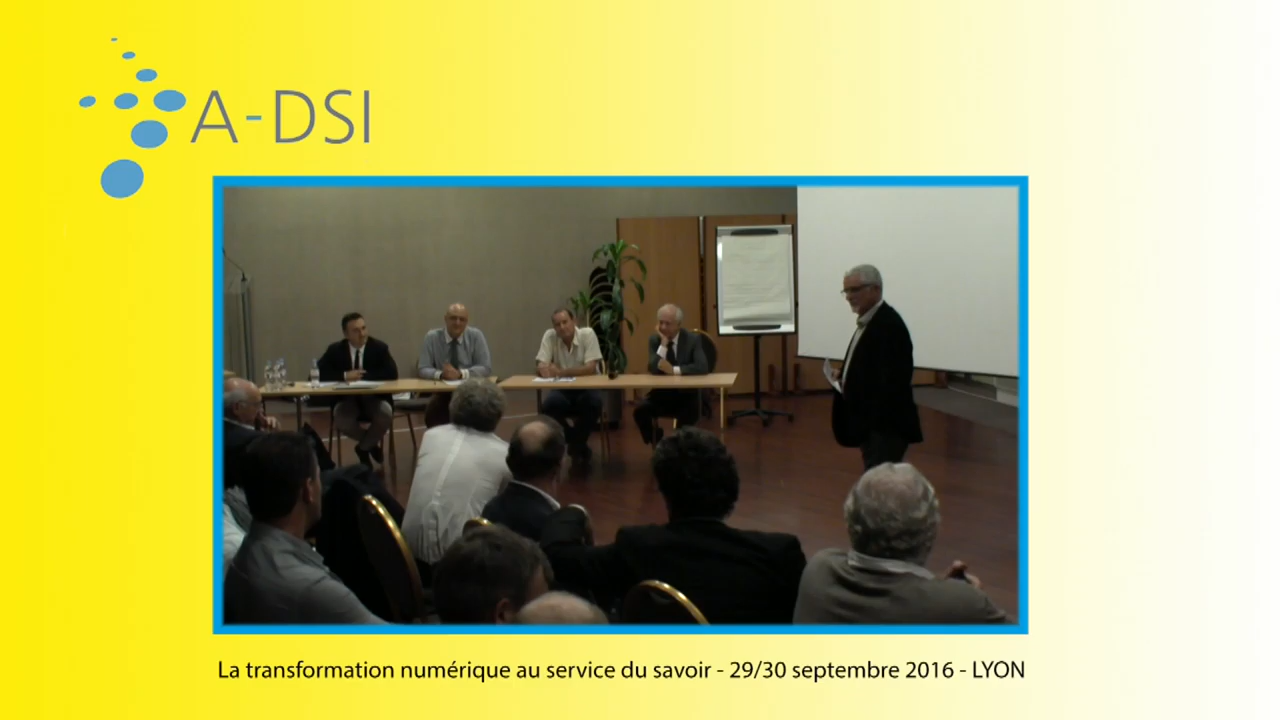 A-DSI
La transformation numérique au service du savoir - 29/30 septembre 2016 - LYON